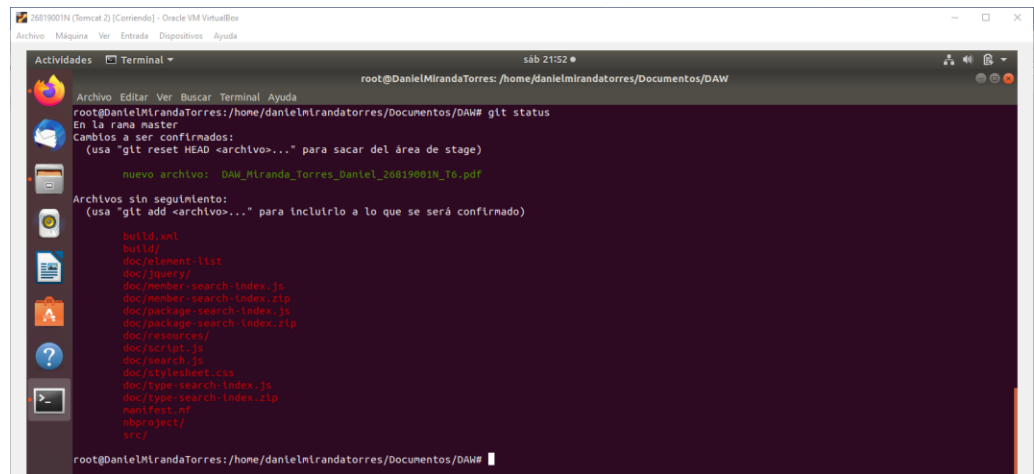 26819001N (Tomcat 2) [Corriendo] - Oracle VM VirtualBox
Archivo Máquina Ver Entrada Dispositivos Ayuda
Actividades Terminal sáb 21:52
root@DanielMirandaTorres: /home/danielmirandatorres/Documentos/DAW
Archivo Editar Ver Buscar Terminal Ayuda
root@DanielMirandaTorres:/home/danielmirandatorres/Documentos/DAW# git status
En la rama master
Cambios a ser confirmados:
(usa "git reset HEAD <archivo>..." para sacar del área de stage)
nuevo archivo: DAW_Miranda_Torres_Daniel_26819001N_T6.pdf
Archivos sin seguimiento:
(usa "git add <archivo>..." para incluirlo a lo que se será confirmado)
build.xml
build/
doc/element-list
doc/jquery/
doc/member-search-index.js
doc/member-search-index.zip
doc/package-search-index.js
doc/package-search-index.zip
doc/resources/
doc/script.js
doc/search.js
doc/stylesheet.css
doc/type-search-index.js
doc/type-search-index.zip
manifest.mf
nbproject/
src/
root@DanielMirandaTorres:/home/danielmirandatorres/Documentos/DAW#